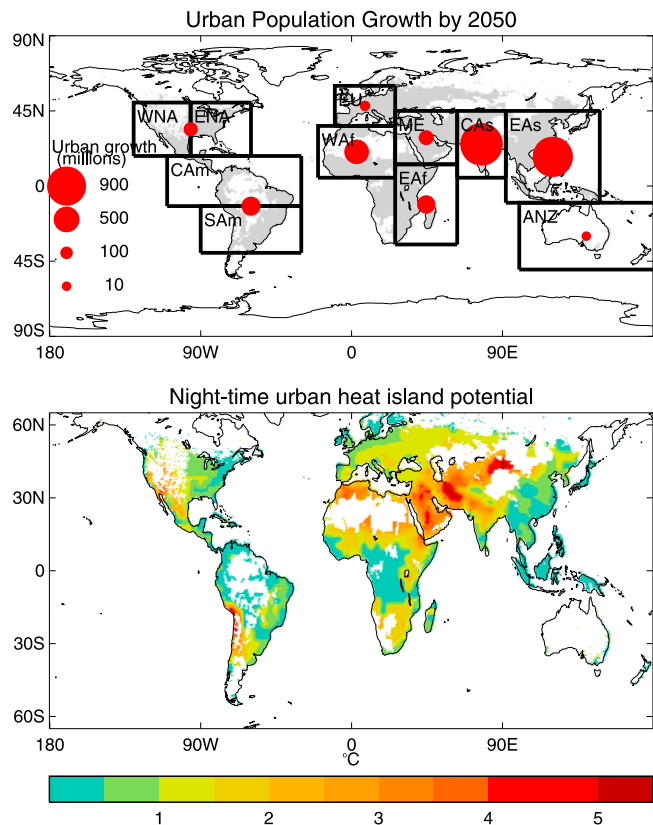 Urban Population Growth by 2050
90N
45N
0
45S
90S
180
90W
0
90E
WNA
ENA
EU
ME
CAs
EAs
WAf
CAm
EAf
SAm
ANZ
Urban growth
(millions)
900
500
100
10
Night-time urban heat island potential
60N
30N
0
30S
60S
180
90W
0
90E
°C
1
2
3
4
5